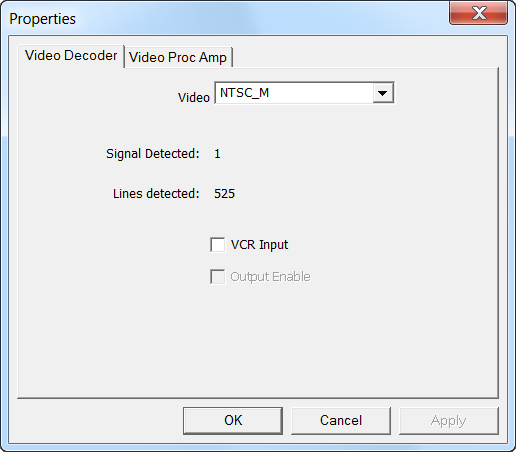 Properties
Video Decoder
Video Proc Amp
Video NTSC_M
Signal Detected: 1
Lines detected: 525
VCR Input
Output Enable
OK Cancel Apply